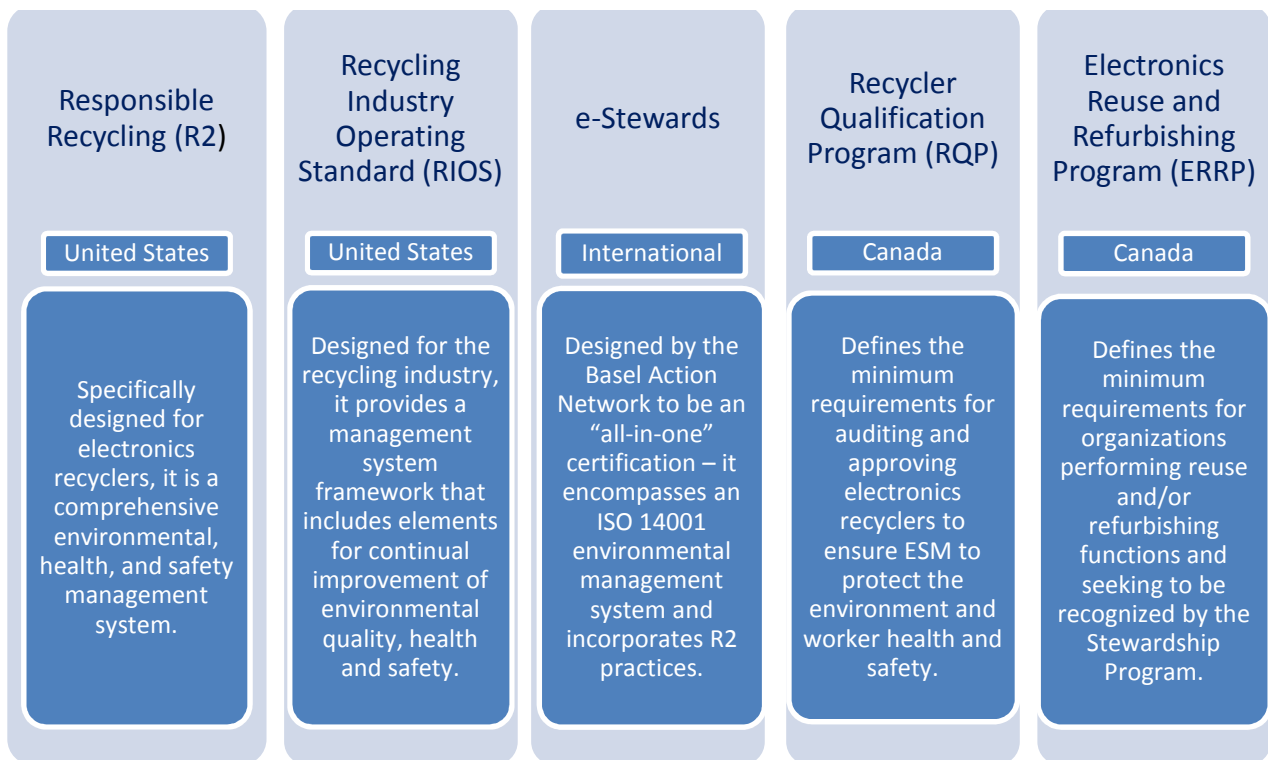 Responsible
Recycling (R2)
United States
Specifically
designed for
electronics
recyclers, it is a
comprehensive
environmental,
health, and safety
management
system.
Recycling
Industry
Operating
Standard (RIOS)
United States
Designed for the
recycling industry,
it provides a
management
system
framework that
includes elements
for continual
improvement of
environmental
quality, health
and safety.
e-Stewards
International
Designed by the
Basel Action
Network to be an
“all-in-one”
certification – it
encompasses an
ISO 14001
environmental
management
system and
incorporates R2
practices.
Recycler
Qualification
Program (RQP)
Canada
Defines the
minimum
requirements for
auditing and
approving
electronics
recyclers to
ensure ESM to
protect the
environment and
worker health and
safety.
Electronics
Reuse and
Refurbishing
Program (ERRP)
Canada
Defines the
minimum
requirements for
organizations
performing reuse
and/or
refurbishing
functions and
seeking to be
recognized by the
Stewardship
Program.